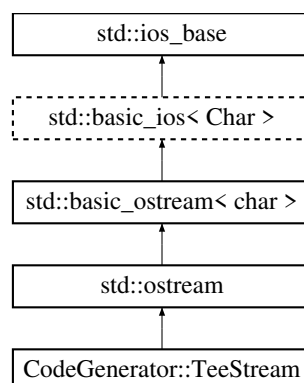 std::ios_base
std::basic_ios< Char >
std::basic_ostream< char >
std::ostream
CodeGenerator::TeeStream